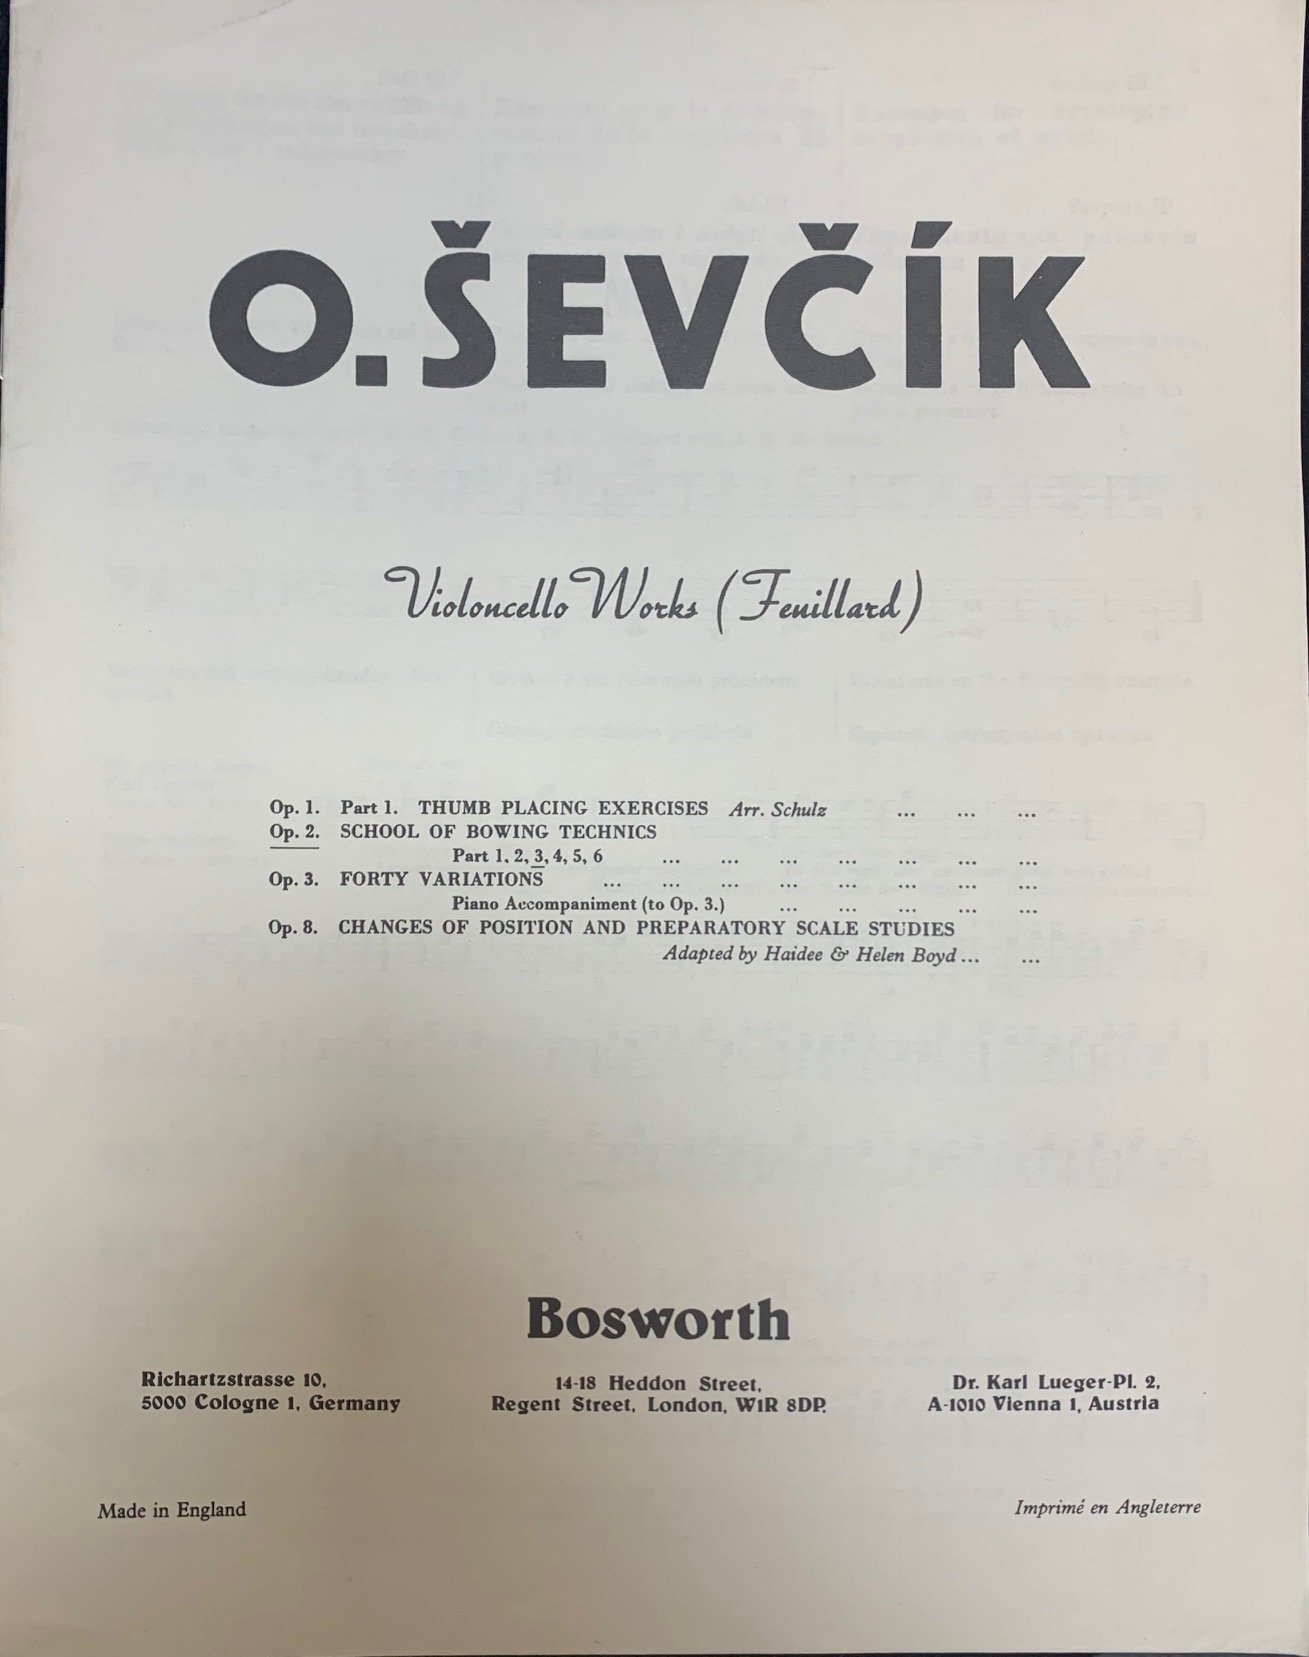 O. ŠEVČÍK
Violoncello Works (Feuillard)
Op. 1. Part 1. THUMB PLACING EXERCISES Arr. Schulz ... ... ...
Op. 2. SCHOOL OF BOWING TECHNICS
Part 1, 2, 3, 4, 5, 6 ... ... ... ... ... ... ...
Op. 3. FORTY VARIATIONS ... ... ... ... ... ... ... ...
Piano Accompaniment (to Op. 3.) ... ... ... ... ...
Op. 8. CHANGES OF POSITION AND PREPARATORY SCALE STUDIES
Adapted by Haidee & Helen Boyd ... ...
Bosworth
Richartzstrasse 10,
5000 Cologne 1, Germany
14-18 Heddon Street,
Regent Street, London, W1R 8DP.
Dr. Karl Lueger-Pl. 2,
A-1010 Vienna 1, Austria
Made in England
Imprimé en Angleterre